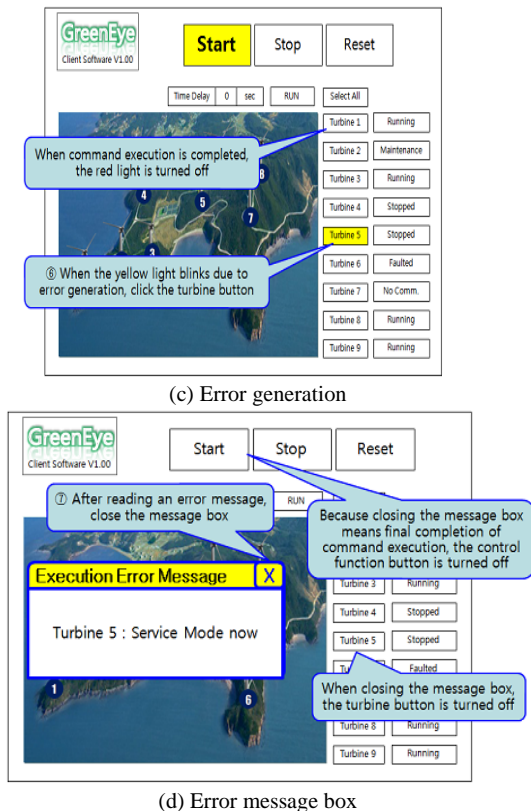 GreenEye
Client Software V1.00
Start
Stop
Reset
Time Delay 0 sec RUN Select All
Turbine 1 Running
When command execution is completed,
the red light is turned off
Turbine 2 Maintenance
8
Turbine 3 Running
4
5
7
Turbine 4 Stopped
3
Turbine 5 Stopped
⑥ When the yellow light blinks due to
error generation, click the turbine button
Turbine 6 Faulted
Turbine 7 No Comm.
Turbine 8 Running
Turbine 9 Running
(c) Error generation
GreenEye
Client Software V1.00
Start
Stop
Reset
⑦ After reading an error message,
close the message box
RUN
Because closing the message box
means final completion of
command execution, the control
function button is turned off
Execution Error Message X
Turbine 5 : Service Mode now
Turbine 3 Running
Turbine 4 Stopped
Turbine 5 Stopped
Faulted
1
6
When closing the message box,
the turbine button is turned off
Turbine 8 Running
Turbine 9 Running
(d) Error message box